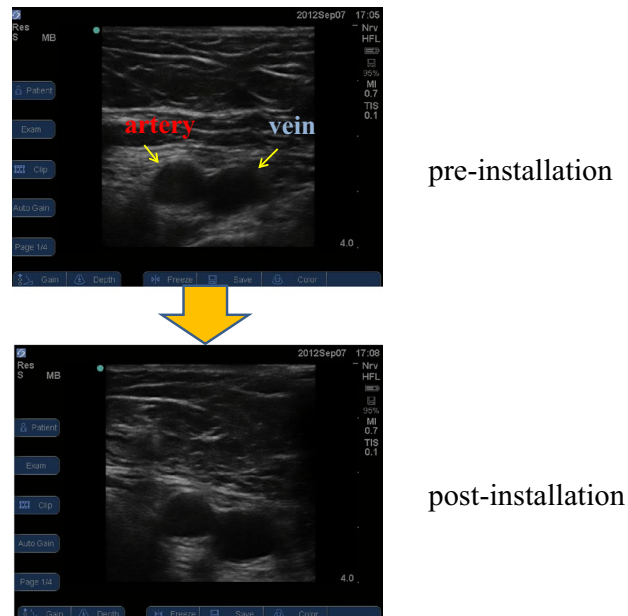 2012Sep07 17:05
Res
S MB
Nrv
HFL
95%
MI
0.7
TIS
0.1
Patient
Exam
Clip
Auto Gain
Page 1/4
artery
vein
4.0
Gain Depth Freeze Save Color
pre-installation
2012Sep07 17:08
Res
S MB
Nrv
HFL
95%
MI
0.7
TIS
0.1
Patient
Exam
Clip
Auto Gain
Page 1/4
4.0
Gain Depth Freeze Save Color
post-installation